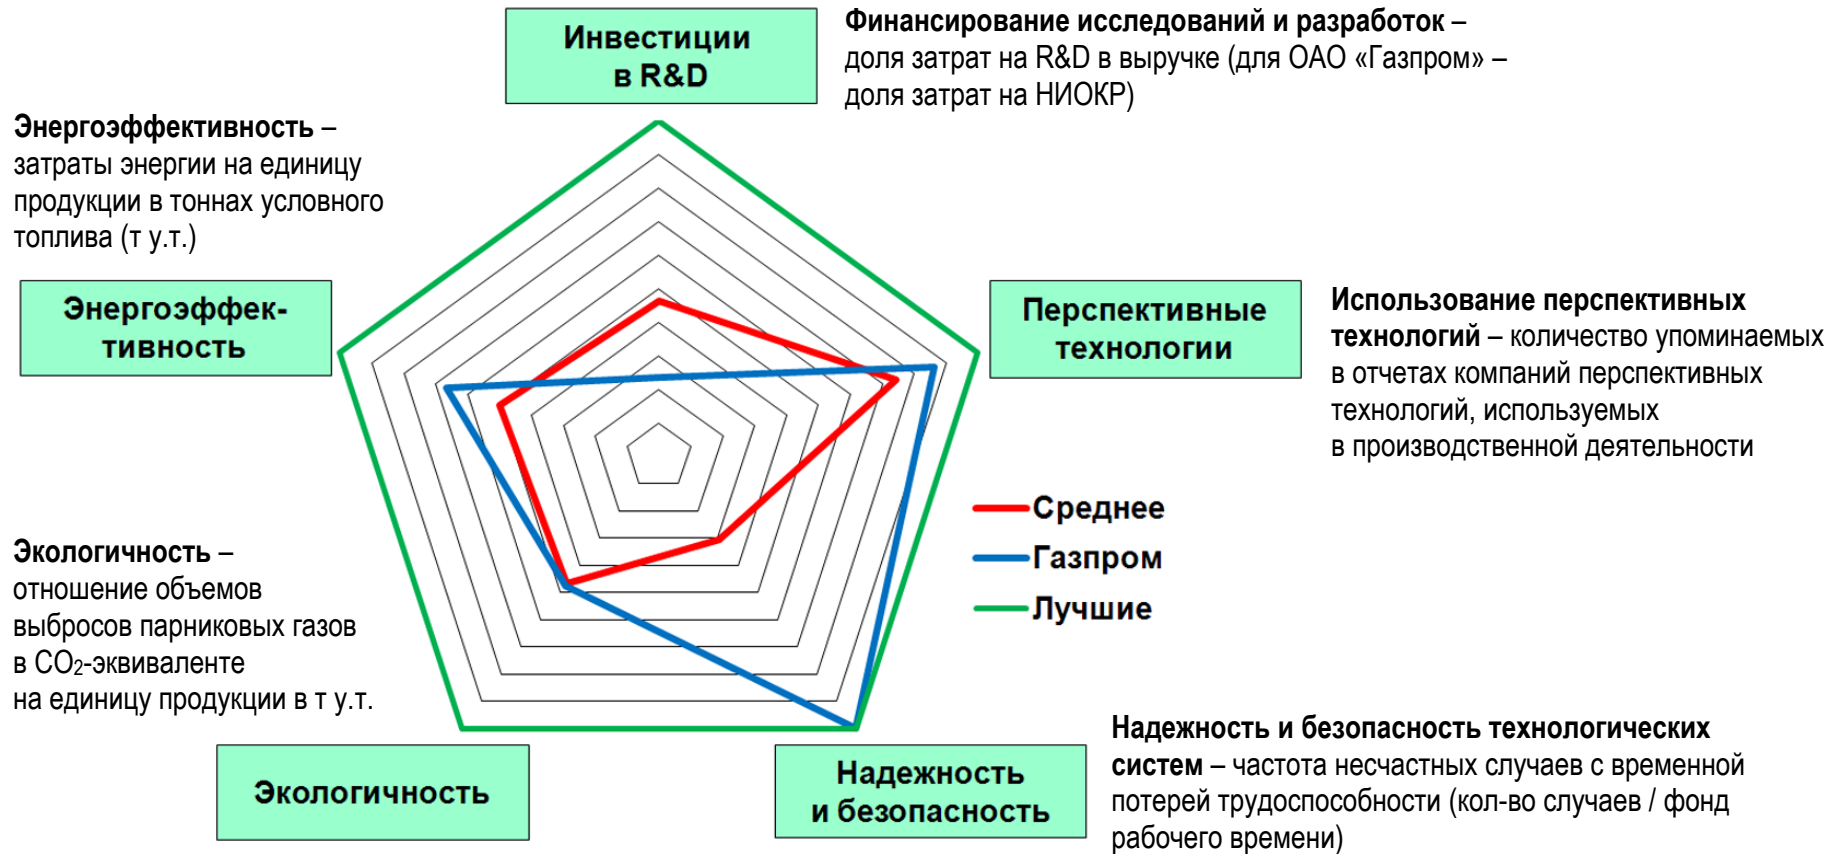 Инвестиции
в R&D
Финансирование исследований и разработок –
доля затрат на R&D в выручке (для ОАО «Газпром» –
доля затрат на НИОКР)
Энергоэффективность –
затраты энергии на единицу
продукции в тоннах условного
топлива (т у.т.)
Энергоэффек-
тивность
Перспективные
технологии
Использование перспективных
технологий – количество упоминаемых
в отчетах компаний перспективных
технологий, используемых
в производственной деятельности
Среднее
Газпром
Лучшие
Экологичность –
отношение объемов
выбросов парниковых газов
в CO2-эквиваленте
на единицу продукции в т у.т.
Экологичность
Надежность
и безопасность
Надежность и безопасность технологических
систем – частота несчастных случаев с временной
потерей трудоспособности (кол-во случаев / фонд
рабочего времени)